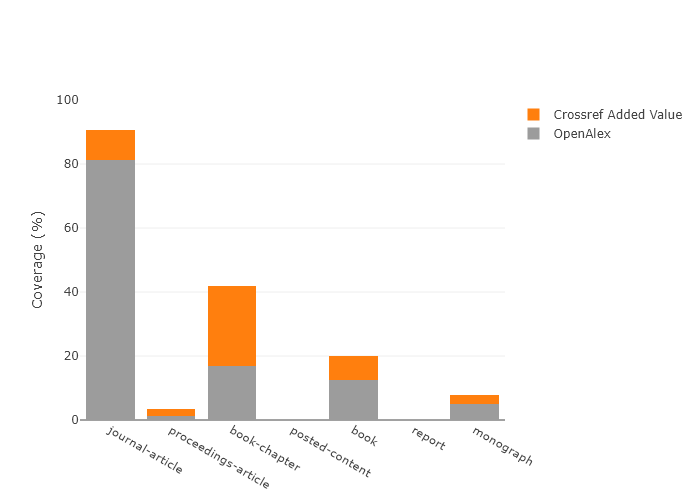 100
80
60
40
20
0
Coverage (%)
journal-article
proceedings-article
book-chapter
posted-content
book
report
monograph
Crossref Added Value
OpenAlex